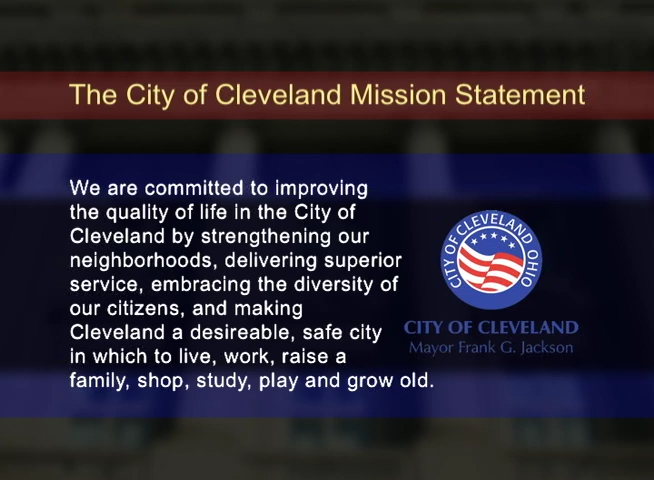 The City of Cleveland Mission Statement
We are committed to improving
the quality of life in the City of
Cleveland by strengthening our
neighborhoods, delivering superior
service, embracing the diversity of
our citizens, and making
Cleveland a desireable, safe city
in which to live, work, raise a
family, shop, study, play and grow old.
CITY OF CLEVELAND OHIO
CITY OF CLEVELAND
Mayor Frank G. Jackson